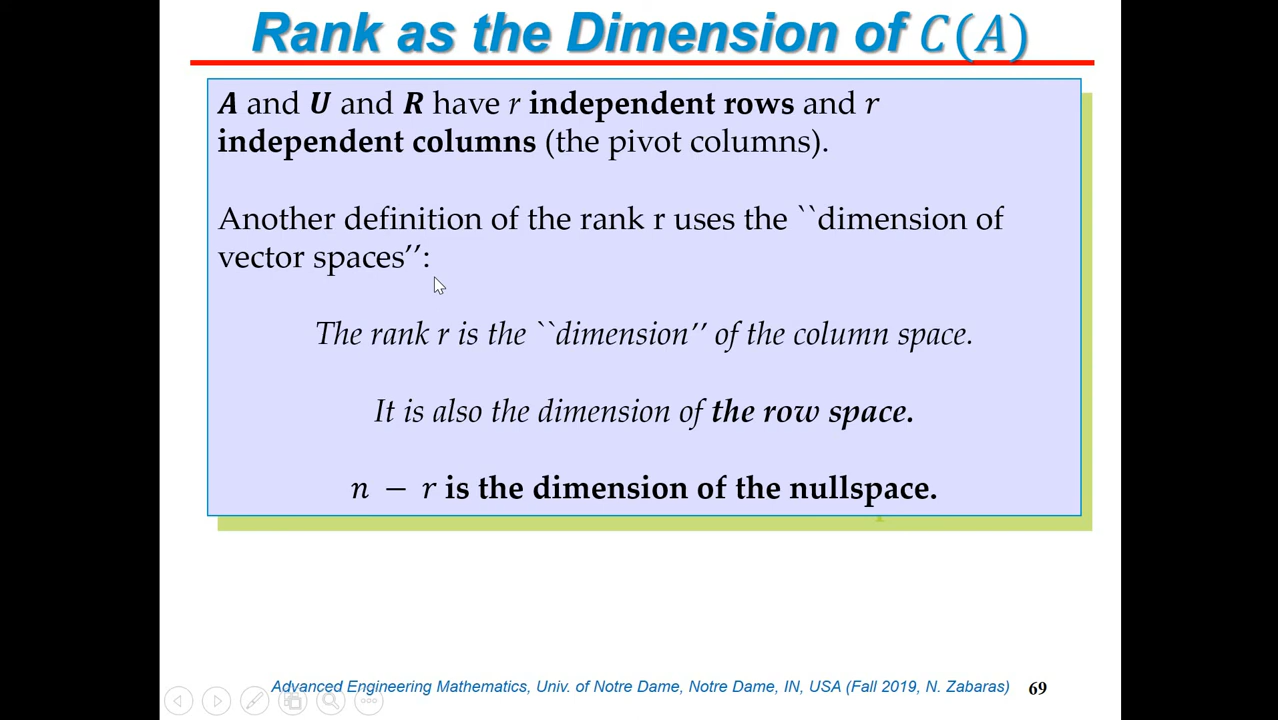 Rank as the Dimension of C(A)
A and U and R have r independent rows and r
independent columns (the pivot columns).
Another definition of the rank r uses the ``dimension of
vector spaces’’:
The rank r is the ``dimension’’ of the column space.
It is also the dimension of the row space.
n − r is the dimension of the nullspace.
Advanced Engineering Mathematics, Univ. of Notre Dame, Notre Dame, IN, USA (Fall 2019, N. Zabaras) 69